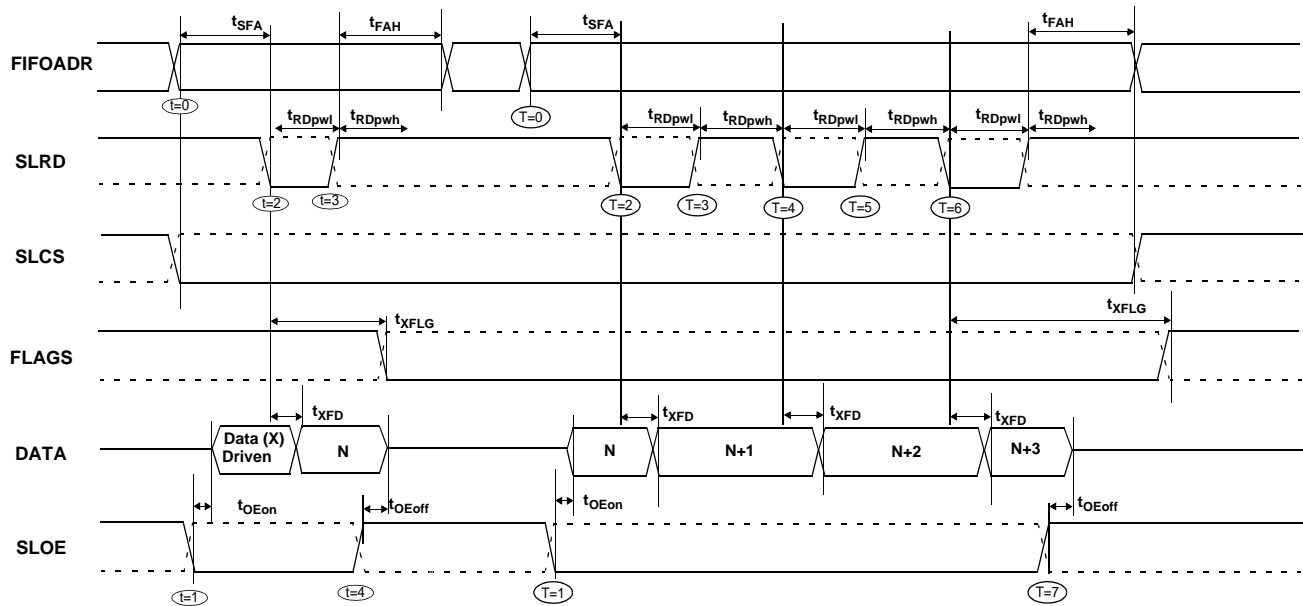 tSFA tFAH tSFA tFAH
FIFOADR
t=0 T=0
tRDpwl tRDpwh tRDpwl tRDpwh tRDpwl tRDpwh tRDpwl tRDpwh
SLRD
t=2 t=3 T=2 T=3 T=4 T=5 T=6
SLCS
tXFLG tXFLG
FLAGS
tXFD tXFD tXFD tXFD
DATA
Data (X)
Driven
N N N+1 N+2 N+3
tOEon tOEoff tOEon tOEoff
SLOE
t=1 t=4 T=1 T=7